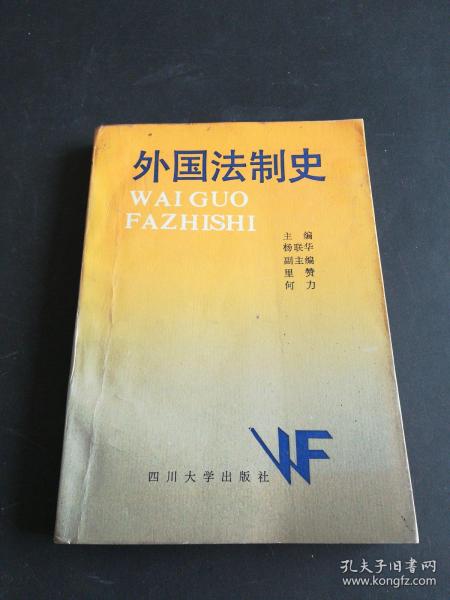 外国法制史
WAI GUO
FAZHISHI
主编
杨联华
副主编
里赞
何力
WF
四川大学出版社
孔夫子旧书网
www.kongfz.com